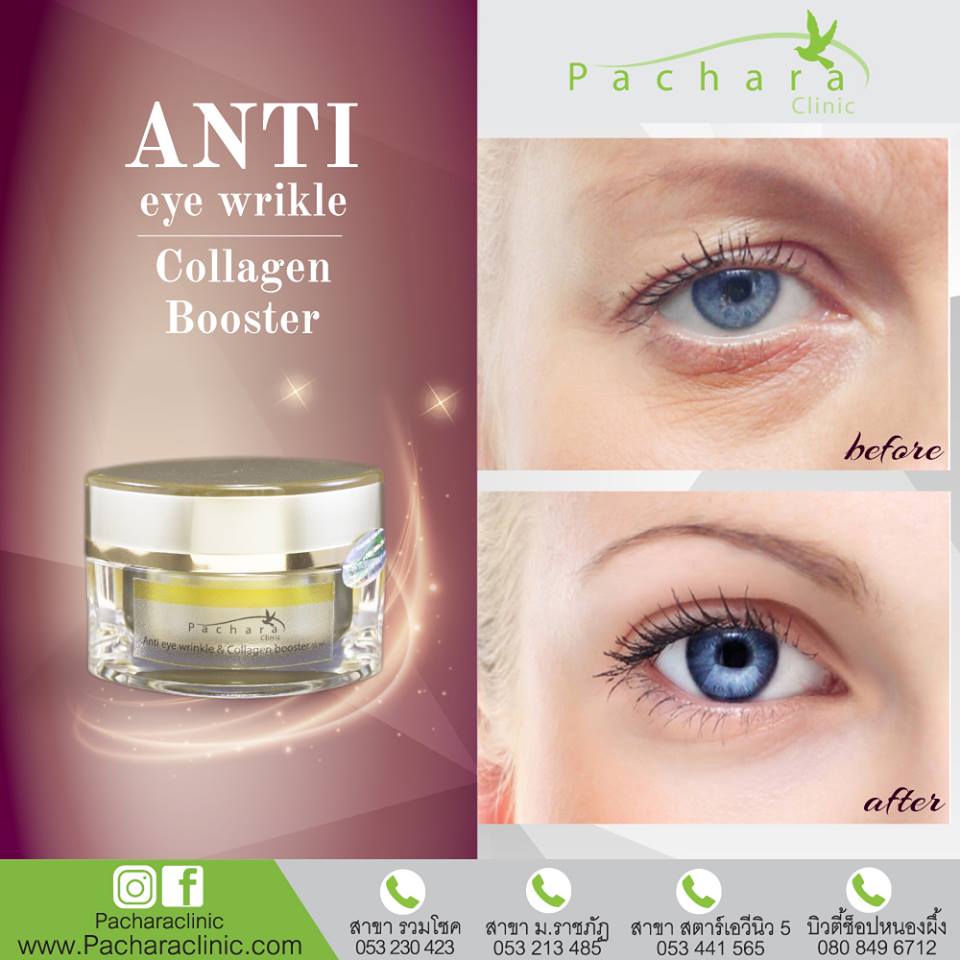 ANTI
eye wrikle
Collagen
Booster
Pachara
Clinic
Anti eye wrinkle & Collagen booster
Pachara
Clinic
before
after
Pacharaclinic
www.Pacharaclinic.com
สาขา รวมโชค
053 230 423
สาขา ม.ราชภัฏ
053 213 485
สาขา สตาร์เอวีนิว 5
053 441 565
บิวตี้ช็อปหนองผึ้ง
080 849 6712